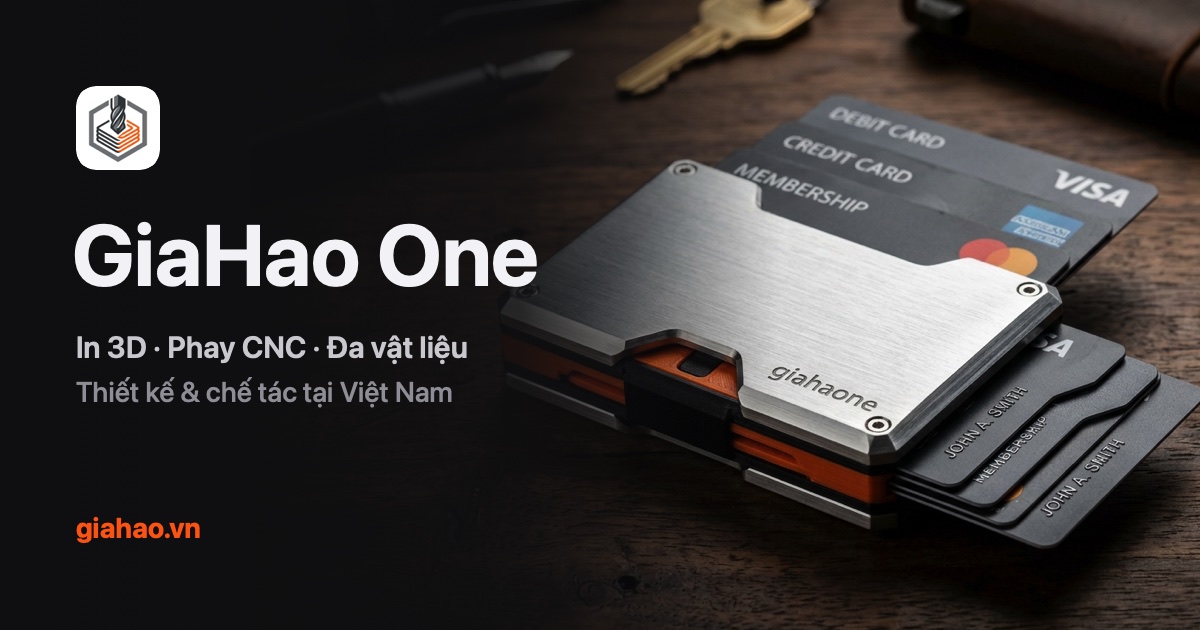 GiaHao One
In 3D · Phay CNC · Đa vật liệu
Thiết kế & chế tác tại Việt Nam
giahao.vn
DEBIT CARD
VISA
CREDIT CARD
MEMBERSHIP
giahaone
JOHN A. SMITH
MEMBERSHIP
JOHN A. SMITH